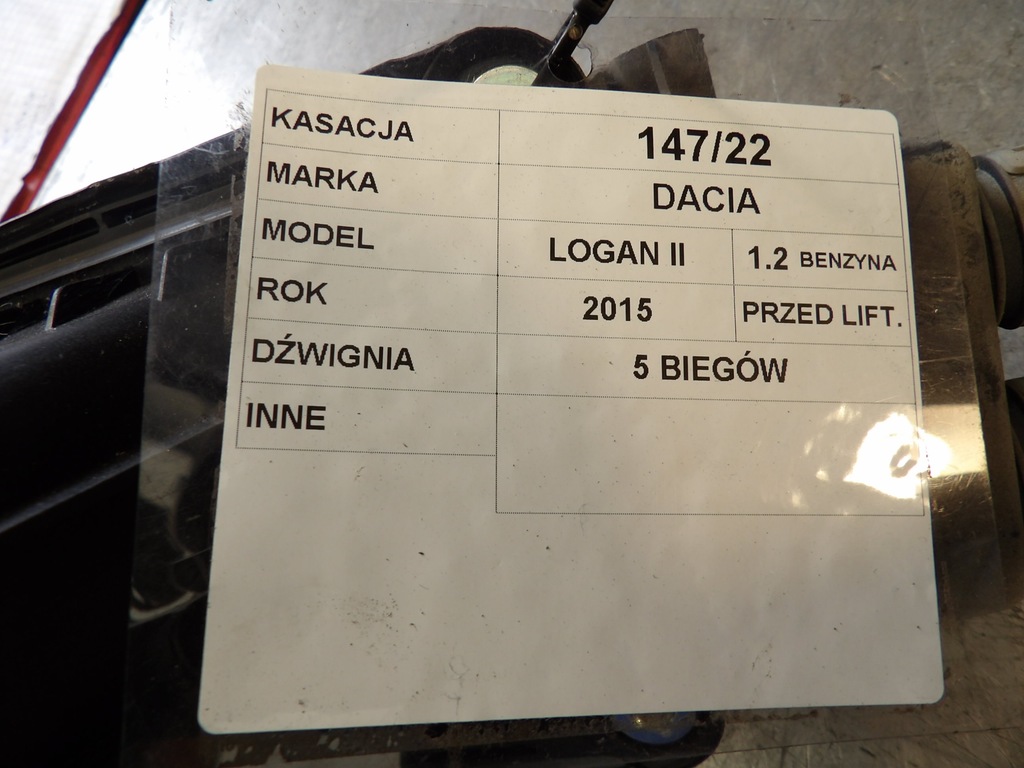 KASACJA 147/22
MARKA DACIA
MODEL LOGAN II 1.2 BENZYNA
ROK 2015 PRZED LIFT.
DŹWIGNIA 5 BIEGÓW
INNE